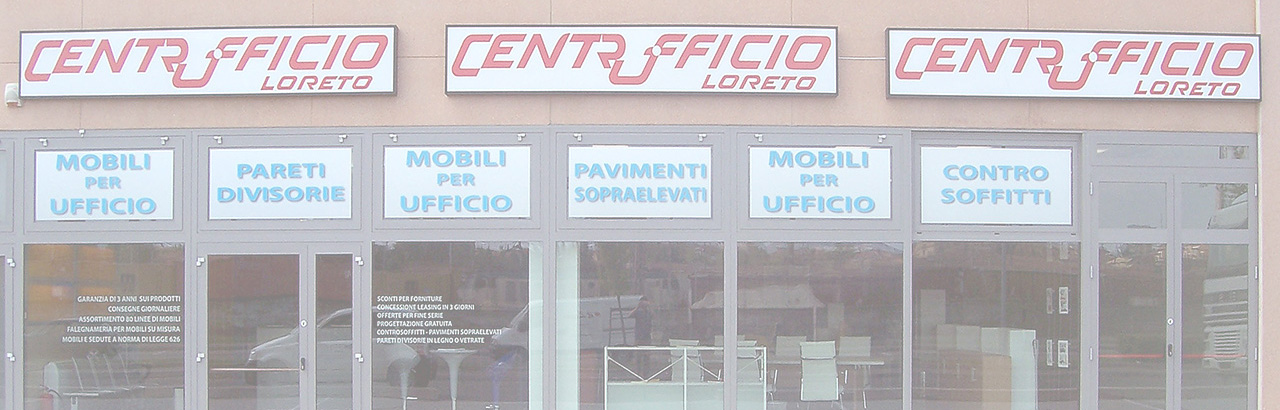 CENTRUFFICIO
LORETO
CENTRUFFICIO
LORETO
CENTRUFFICIO
LORETO
MOBILI
PER
UFFICIO
PARETI
DIVISORIE
MOBILI
PER
UFFICIO
PAVIMENTI
SOPRAELEVATI
MOBILI
PER
UFFICIO
CONTRO
SOFFITTI
GARANZIA DI 3 ANNI SUI PRODOTTI
CONSEGNE GIORNALIERE
ASSORTIMENTO 80 LINEE DI MOBILI
FALEGNAMERIA PER MOBILI SU MISURA
MOBILI E SEDUTE A NORMA DI LEGGE 626
SCONTI PER FORNITURE
CONCESSIONE LEASING IN 3 GIORNI
OFFERTE PER FINE SERIE
PROGETTAZIONE GRATUITA
CONTROSOFFITTI - PAVIMENTI SOPRAELEVATI
PARETI DIVISORIE IN LEGNO O VETRATE